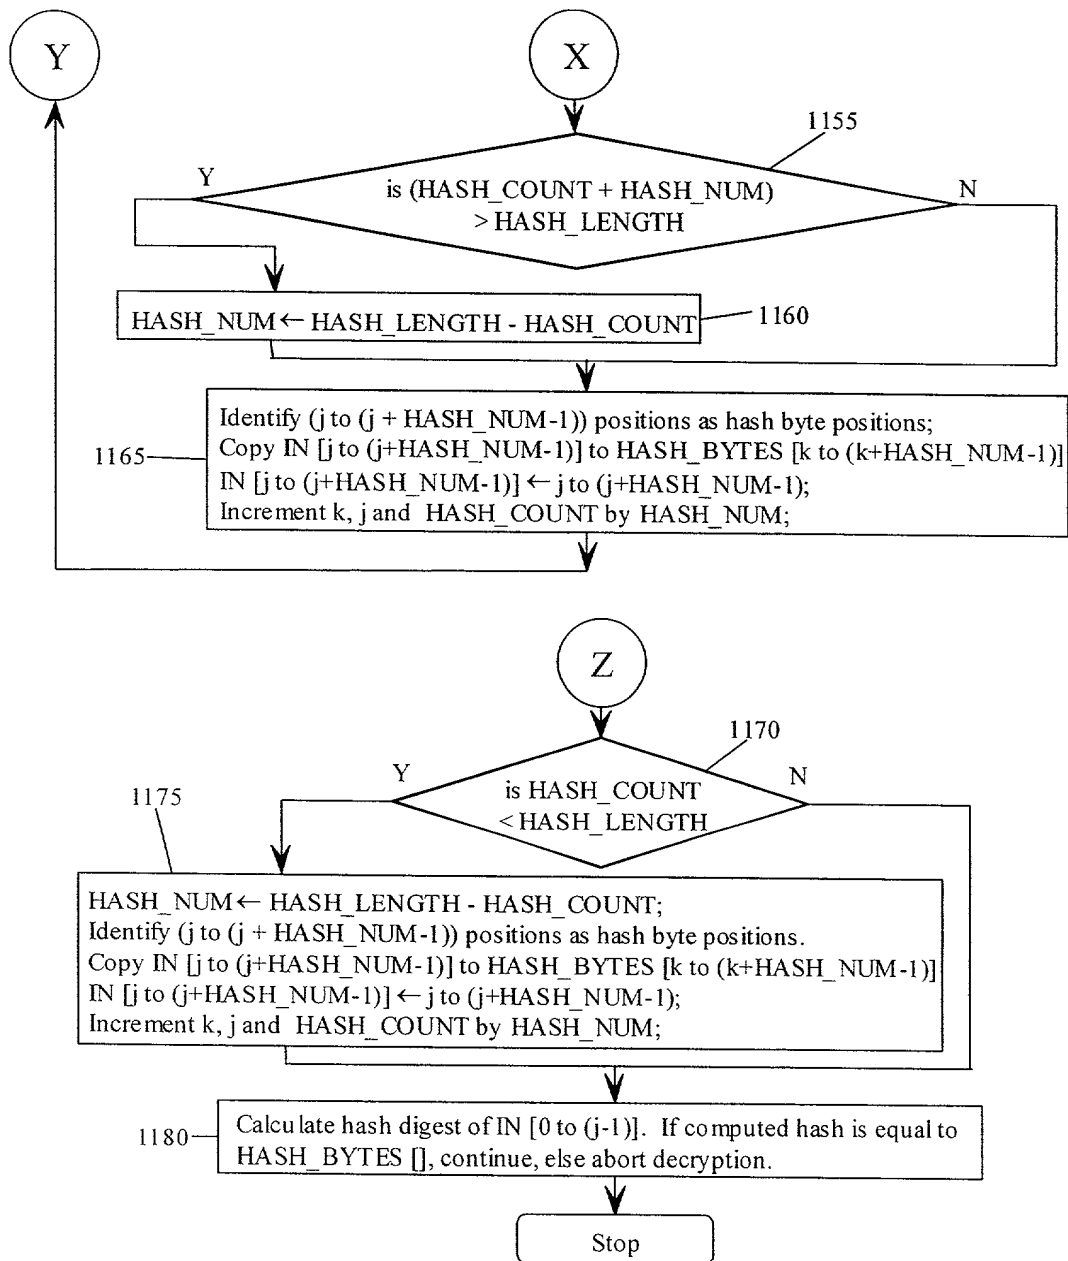 Y
X
1155
Y
N
is (HASH_COUNT + HASH_NUM)
> HASH_LENGTH
HASH_NUM ← HASH_LENGTH - HASH_COUNT
1160
Identify (j to (j + HASH_NUM-1)) positions as hash byte positions;
1165
Copy IN [j to (j+HASH_NUM-1)] to HASH_BYTES [k to (k+HASH_NUM-1)]
IN [j to (j+HASH_NUM-1)] ← j to (j+HASH_NUM-1);
Increment k, j and HASH_COUNT by HASH_NUM;
Z
1170
Y
N
is HASH_COUNT
< HASH_LENGTH
1175
HASH_NUM ← HASH_LENGTH - HASH_COUNT;
Identify (j to (j + HASH_NUM-1)) positions as hash byte positions.
Copy IN [j to (j+HASH_NUM-1)] to HASH_BYTES [k to (k+HASH_NUM-1)]
IN [j to (j+HASH_NUM-1)] ← j to (j+HASH_NUM-1);
Increment k, j and HASH_COUNT by HASH_NUM;
1180
Calculate hash digest of IN [0 to (j-1)]. If computed hash is equal to
HASH_BYTES [], continue, else abort decryption.
Stop